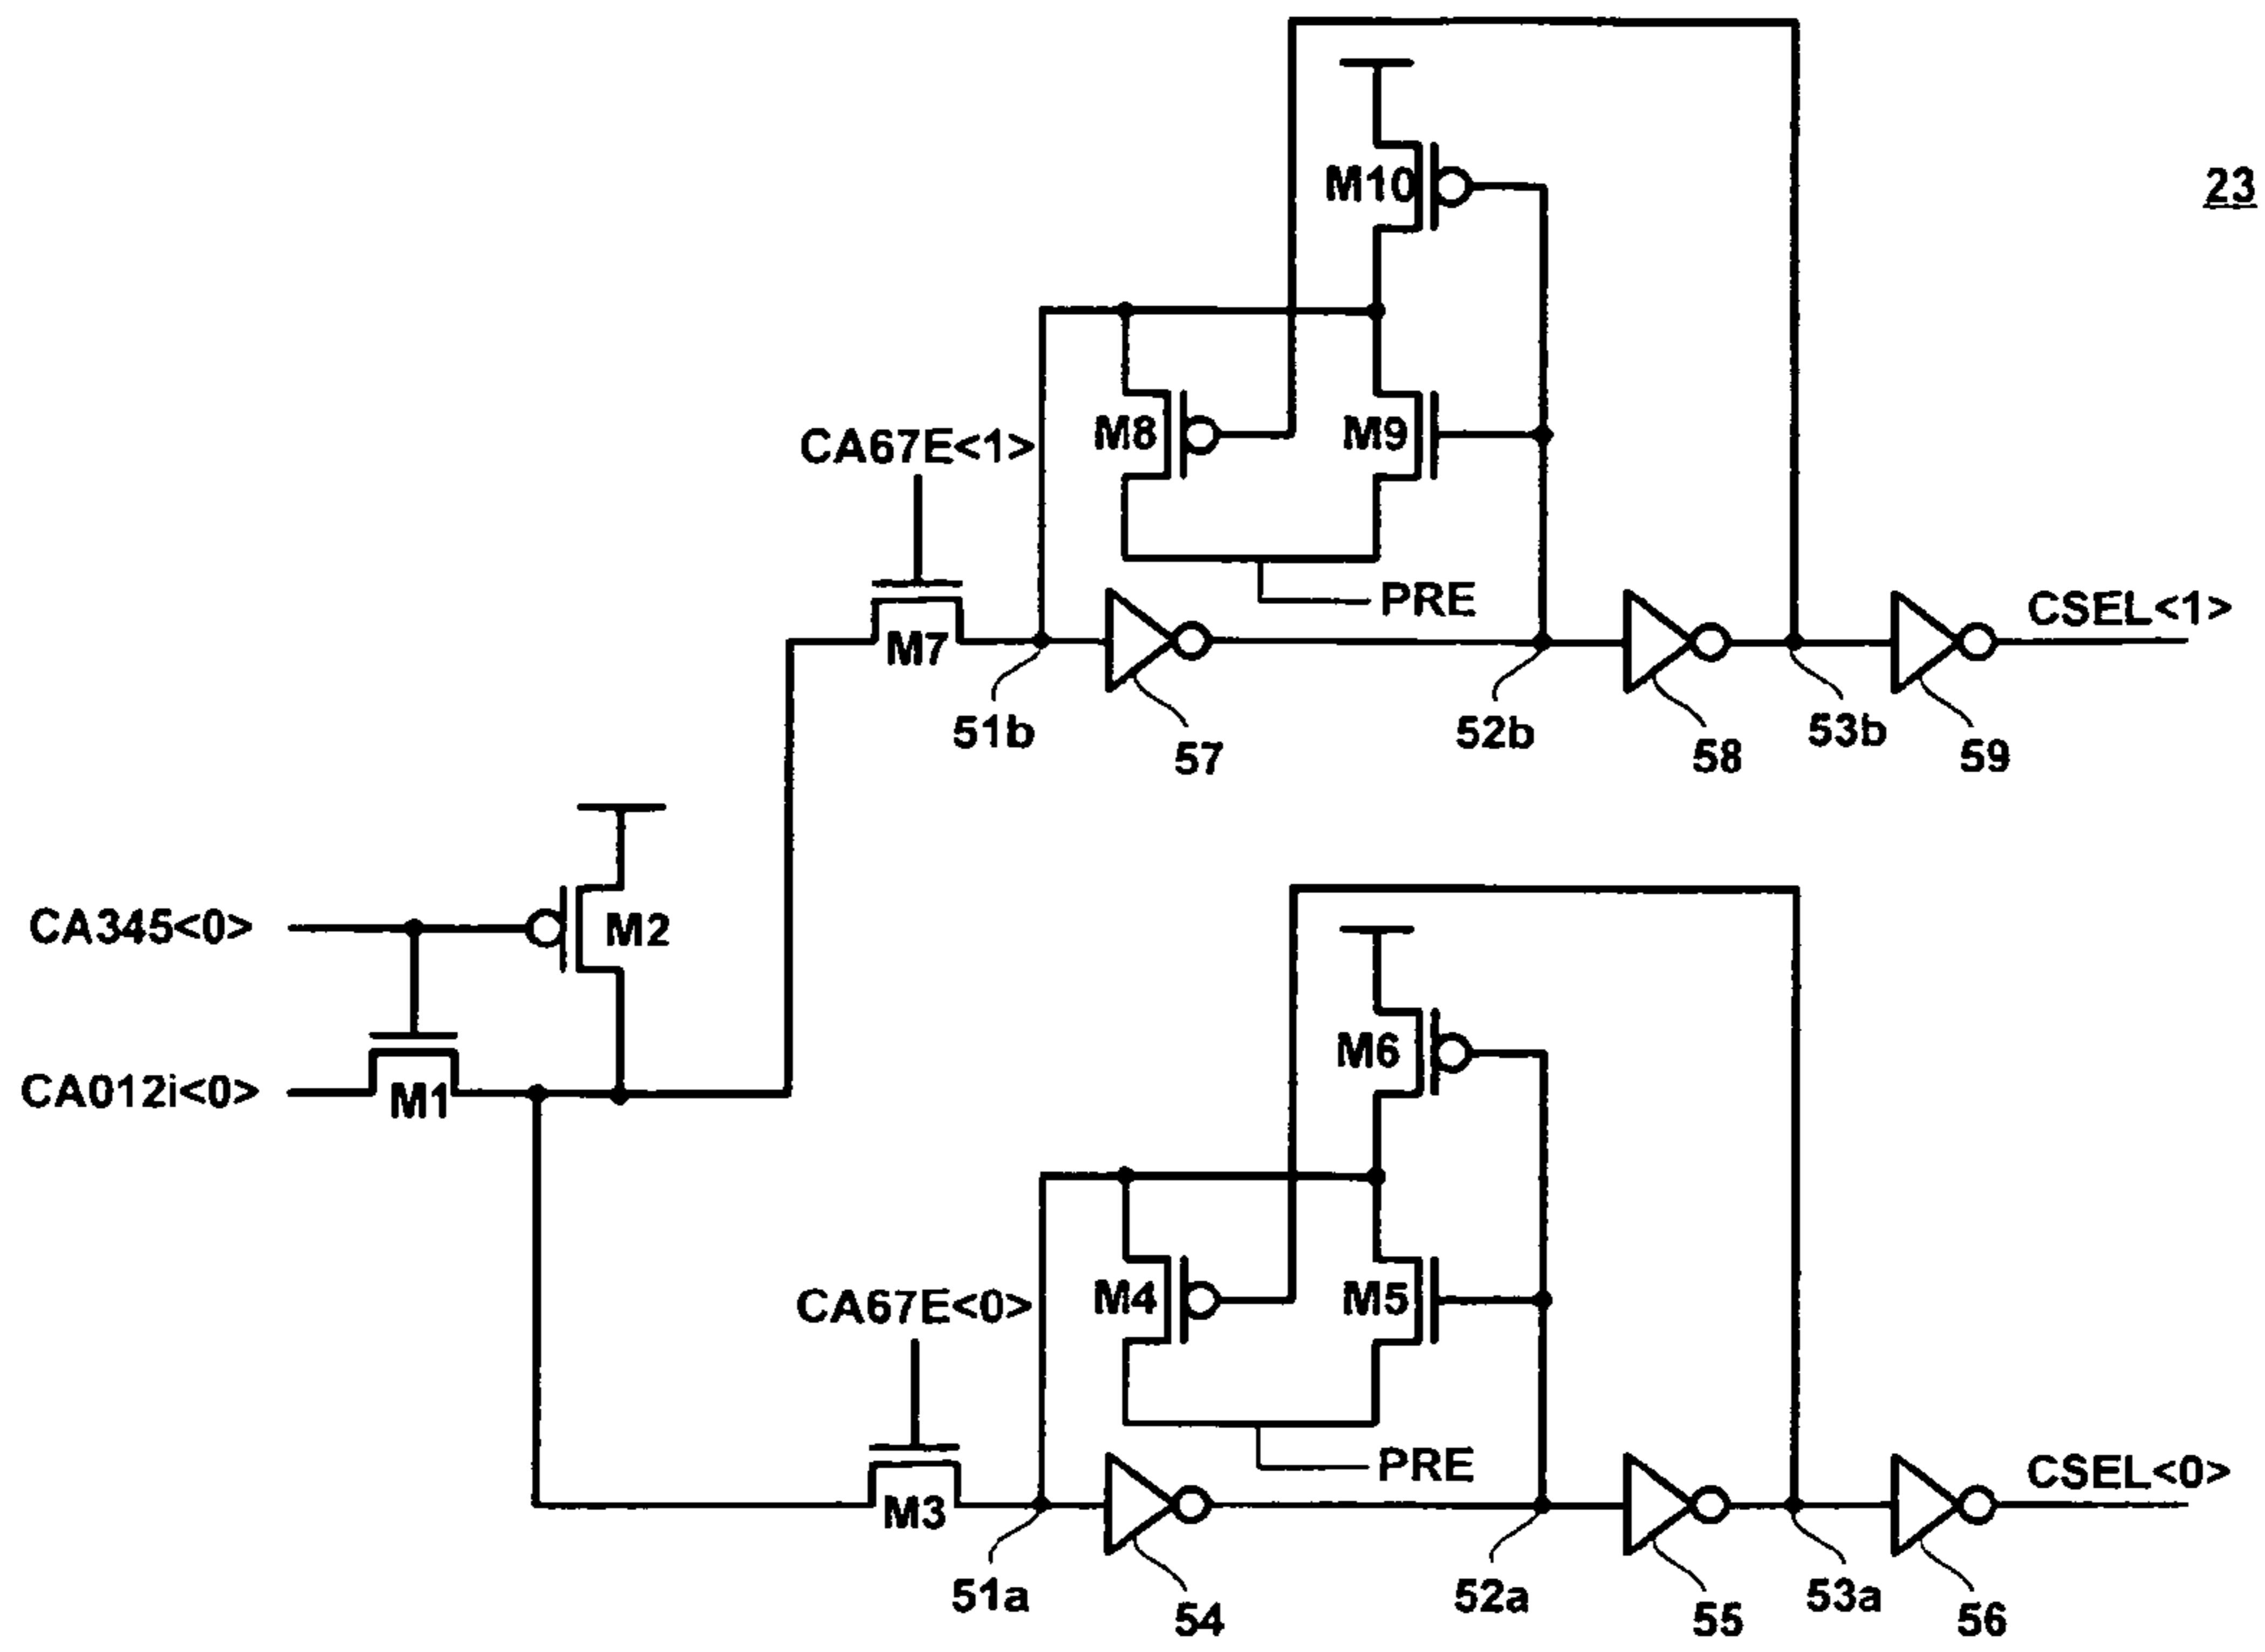 23
M10
M8
M9
CA67E<1>
PRE
CSEL<1>
M7
51b
57
52b
58
53b
59
CA345<0>
M2
CA012i<0>
M1
M6
M4
M5
CA67E<0>
PRE
CSEL<0>
M3
51a
54
52a
55
53a
56